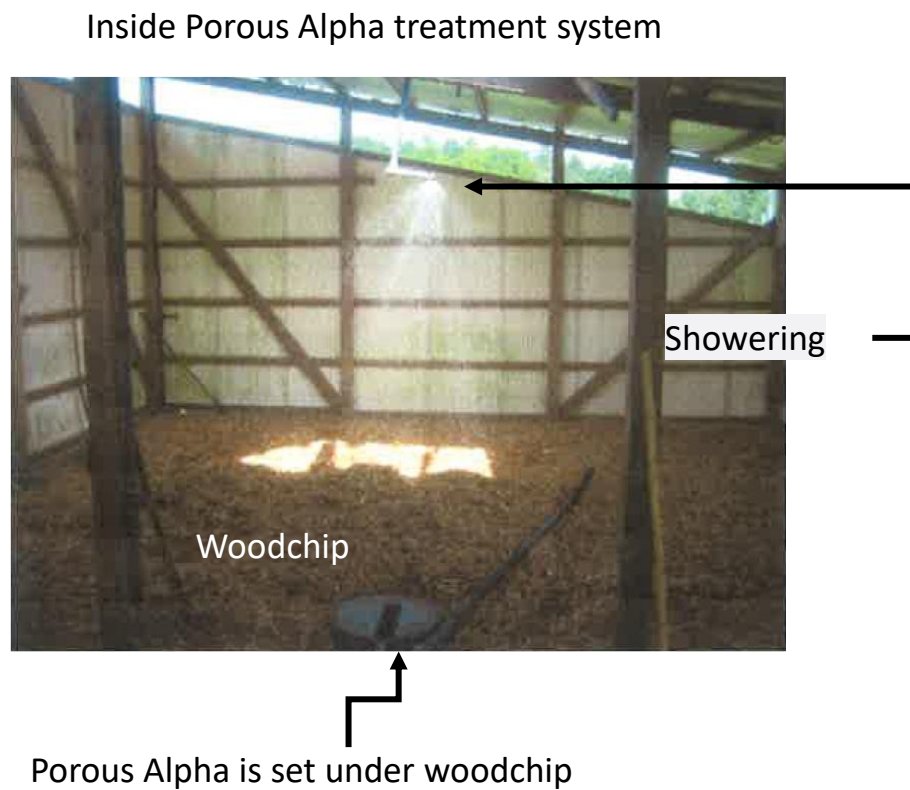 Inside Porous Alpha treatment system
Showering
Woodchip
Porous Alpha is set under woodchip